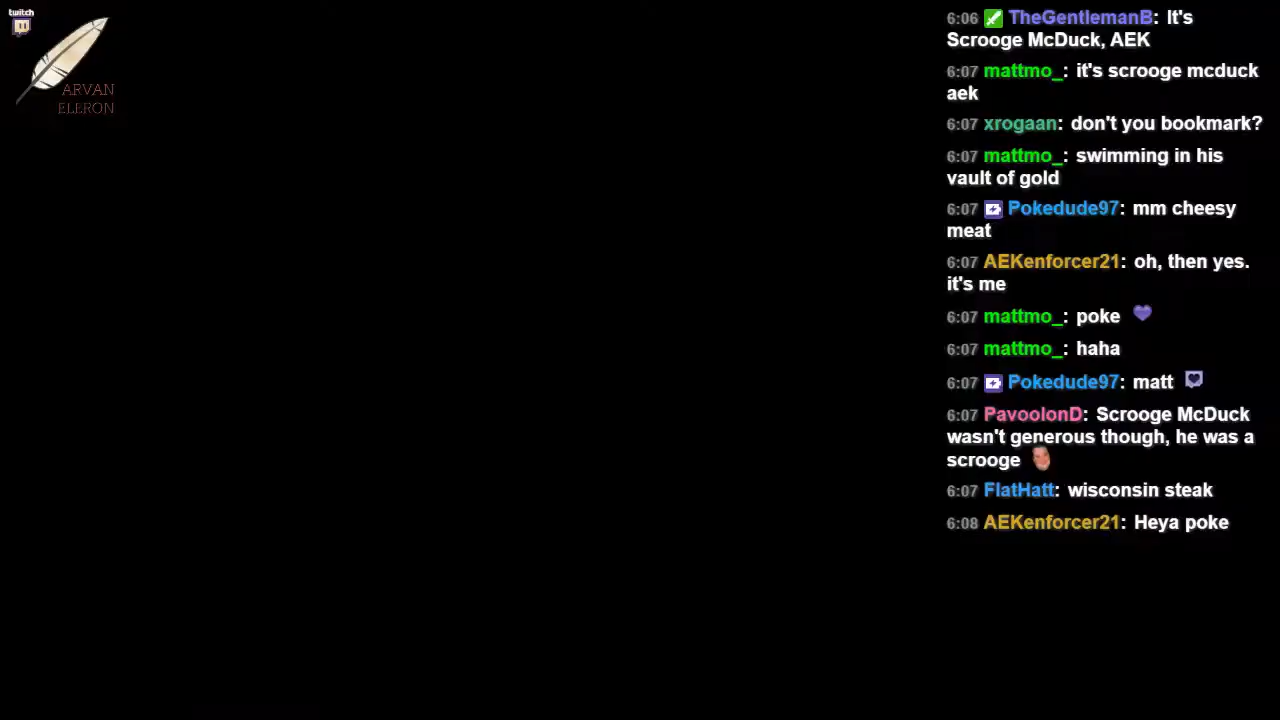 twitch
ARVAN
ELERON
6:06 TheGentlemanB: It's
Scrooge McDuck, AEK
6:07 mattmo_: it's scrooge mcduck
aek
6:07 xrogaan: don't you bookmark?
6:07 mattmo_: swimming in his
vault of gold
6:07 Pokedude97: mm cheesy
meat
6:07 AEKenforcer21: oh, then yes.
it's me
6:07 mattmo_: poke
6:07 mattmo_: haha
6:07 Pokedude97: matt
6:07 PavoolonD: Scrooge McDuck
wasn't generous though, he was a
scrooge
6:07 FlatHatt: wisconsin steak
6:08 AEKenforcer21: Heya poke